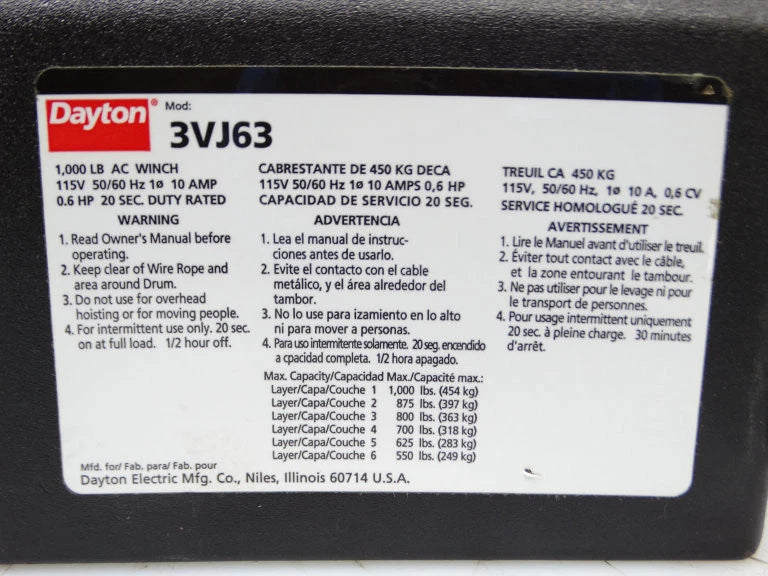 Dayton®
Mod:
3VJ63
1,000 LB AC WINCH
115V 50/60 Hz 1ø 10 AMP
0.6 HP 20 SEC. DUTY RATED
WARNING
1. Read Owner's Manual before
operating.
2. Keep clear of Wire Rope and
area around Drum.
3. Do not use for overhead
hoisting or for moving people.
4. For intermittent use only. 20 sec.
on at full load. 1/2 hour off.
CABRESTANTE DE 450 KG DECA
115V 50/60 Hz 1ø 10 AMPS 0,6 HP
CAPACIDAD DE SERVICIO 20 SEG.
ADVERTENCIA
1. Lea el manual de instruc-
ciones antes de usarlo.
2. Evite el contacto con el cable
metálico, y el área alrededor del
tambor.
3. No lo use para izamiento en lo alto
ni para mover a personas.
4. Para uso intermitente solamente. 20 seg. encendido
a cpacidad completa. 1/2 hora apagado.
TREUIL CA 450 KG
115V, 50/60 Hz, 1ø 10 A, 0,6 CV
SERVICE HOMOLOGUÉ 20 SEC.
AVERTISSEMENT
1. Lire le Manuel avant d'utiliser le treuil.
2. Éviter tout contact avec le câble,
et la zone entourant le tambour.
3. Ne pas utiliser pour le levage ni pour
le transport de personnes.
4. Pour usage intermittent uniquement
20 sec. à pleine charge. 30 minutes
d'arrêt.
Max. Capacity/Capacidad Max./Capacité max.:
Layer/Capa/Couche 1 1,000 lbs. (454 kg)
Layer/Capa/Couche 2 875 lbs. (397 kg)
Layer/Capa/Couche 3 800 lbs. (363 kg)
Layer/Capa/Couche 4 700 lbs. (318 kg)
Layer/Capa/Couche 5 625 lbs. (283 kg)
Layer/Capa/Couche 6 550 lbs. (249 kg)
Mfd. for/ Fab. para/ Fab. pour
Dayton Electric Mfg. Co., Niles, Illinois 60714 U.S.A.